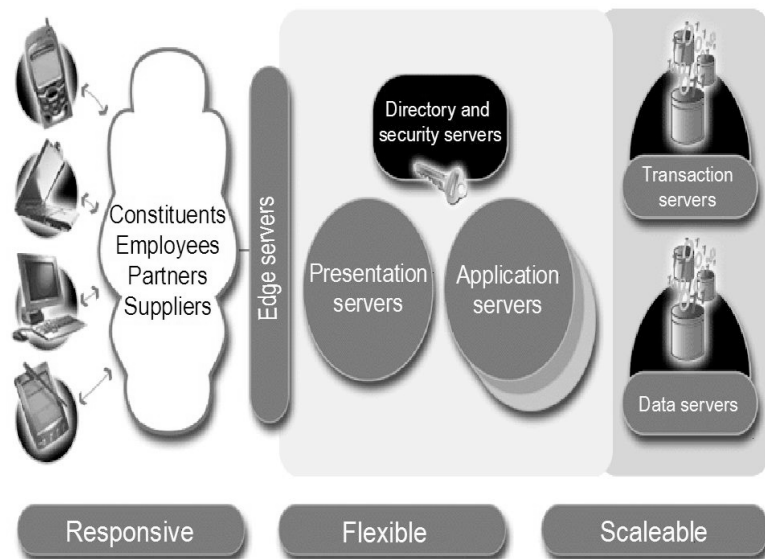 Constituents
Employees
Partners
Suppliers
Edge servers
Directory and
security servers
Presentation
servers
Application
servers
Transaction
servers
Data servers
Responsive
Flexible
Scaleable